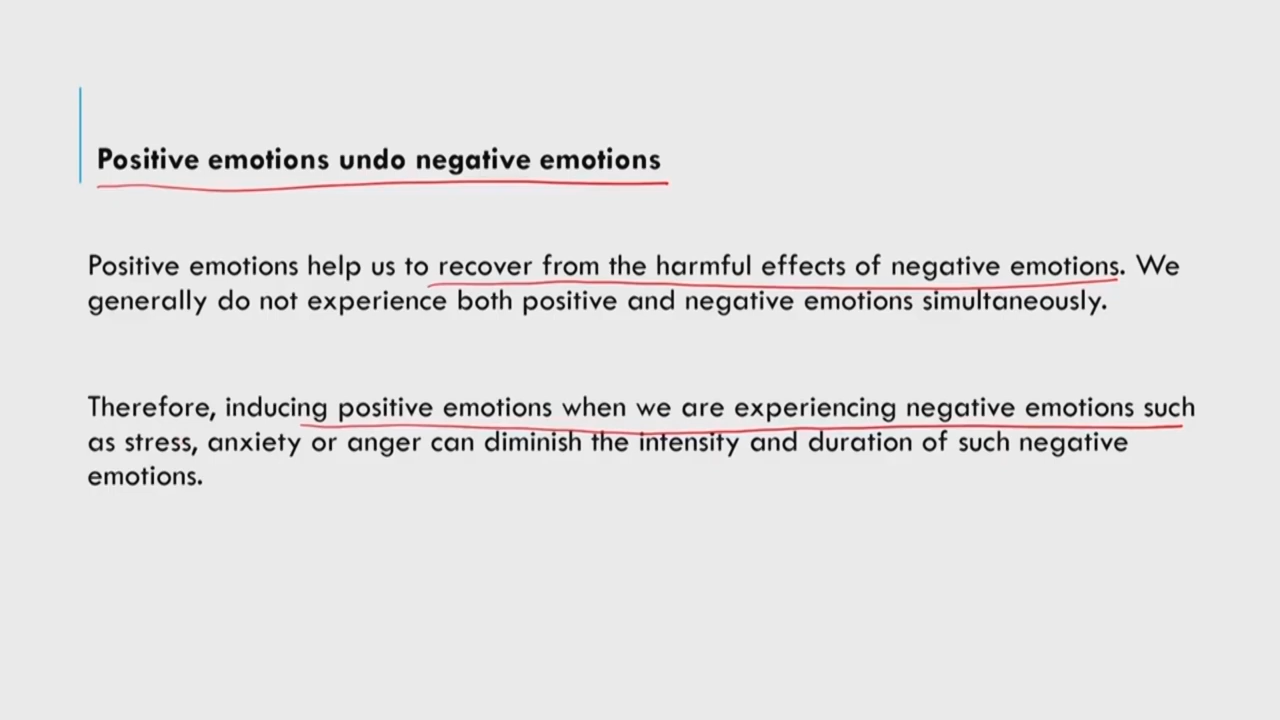 Positive emotions undo negative emotions
Positive emotions help us to recover from the harmful effects of negative emotions. We
generally do not experience both positive and negative emotions simultaneously.
Therefore, inducing positive emotions when we are experiencing negative emotions such
as stress, anxiety or anger can diminish the intensity and duration of such negative
emotions.